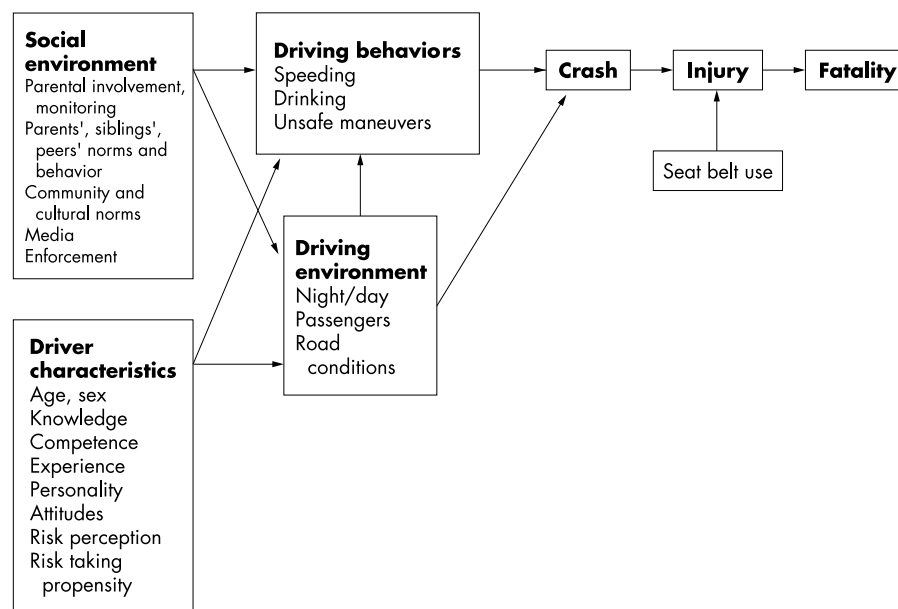 Social
environment
Parental involvement,
monitoring
Parents', siblings',
peers' norms and
behavior
Community and
cultural norms
Media
Enforcement
Driver
characteristics
Age, sex
Knowledge
Competence
Experience
Personality
Attitudes
Risk perception
Risk taking
propensity
Driving behaviors
Speeding
Drinking
Unsafe maneuvers
Driving
environment
Night/day
Passengers
Road
conditions
Crash
Injury
Fatality
Seat belt use